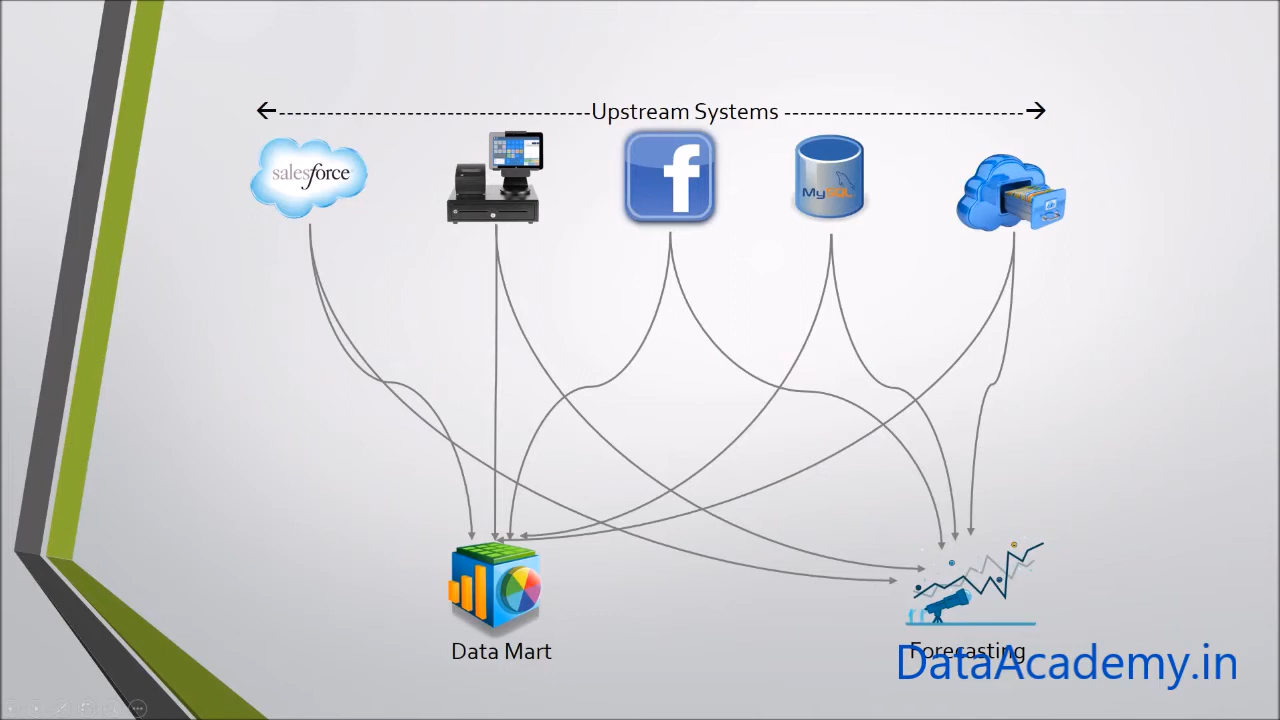 Upstream Systems
salesforce
f
MySQL
Data Mart
Forecasting
DataAcademy.in